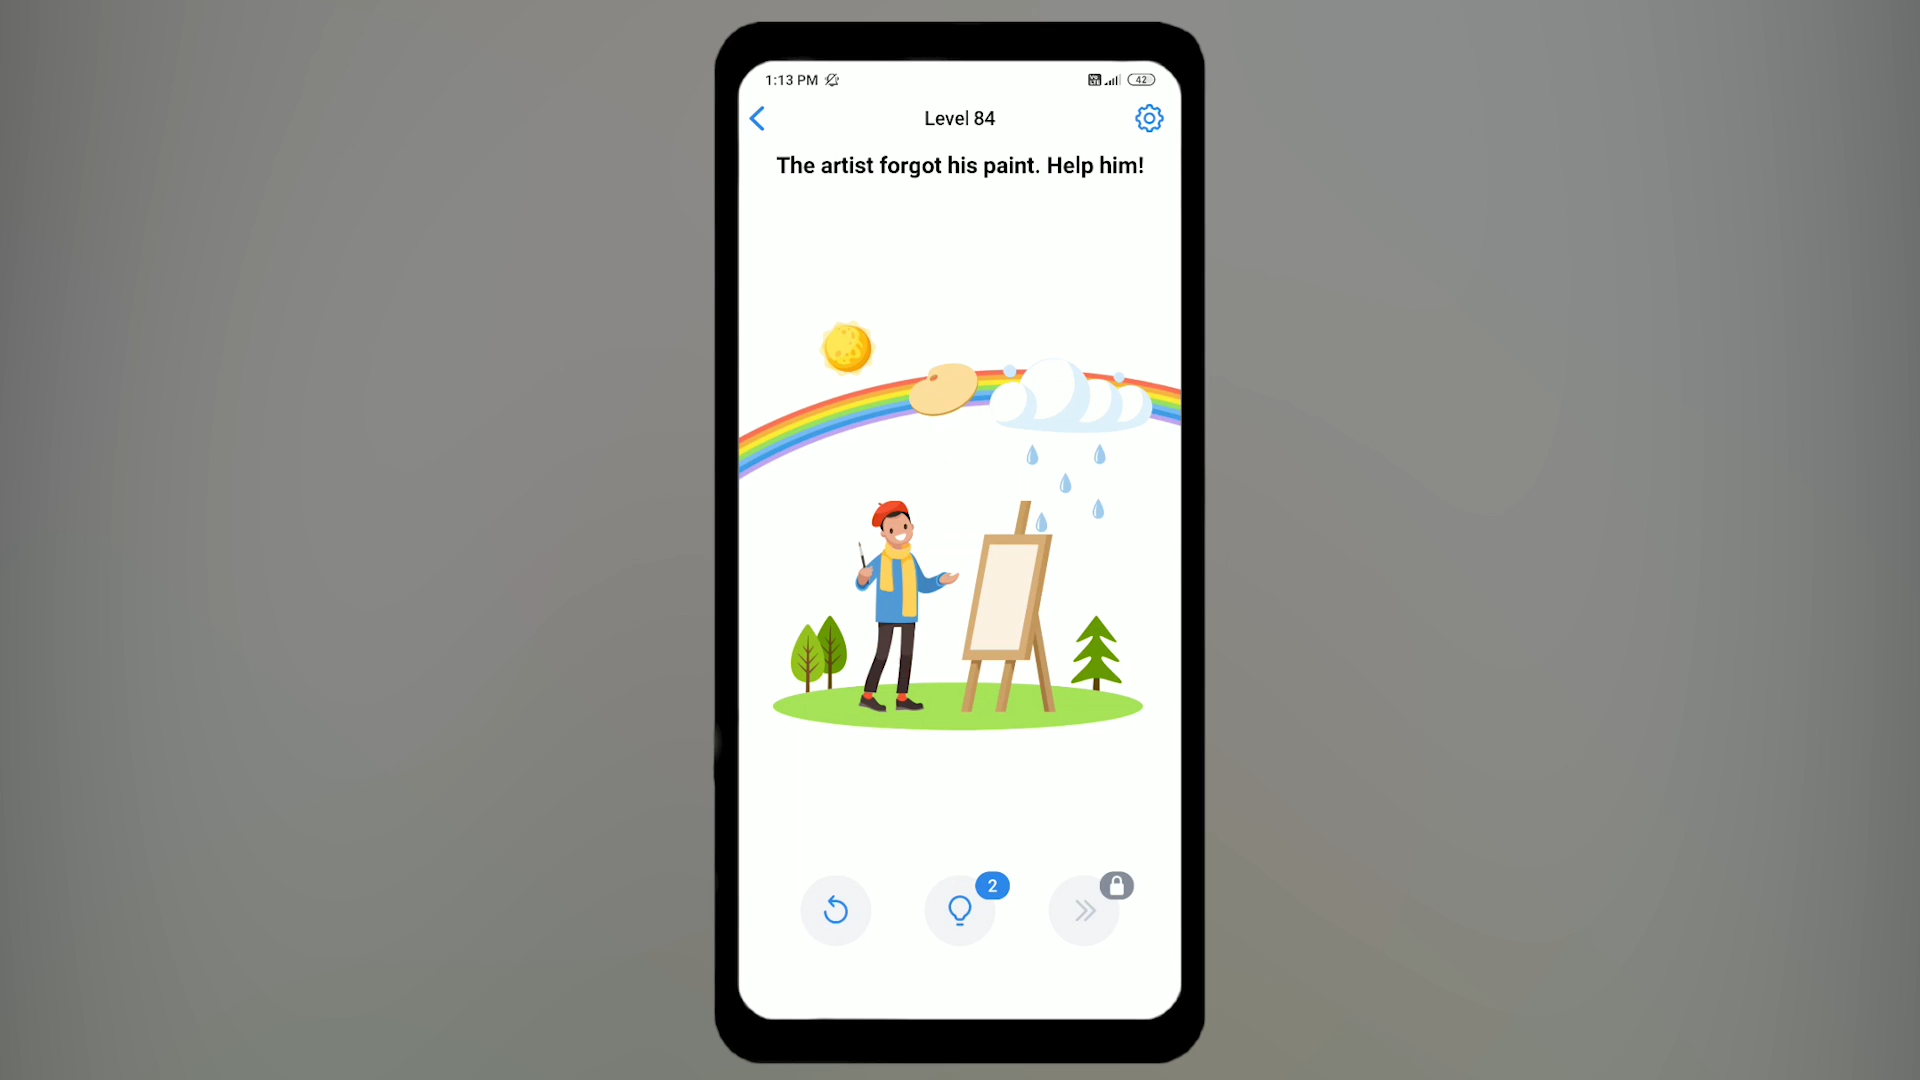 1:13 PM
42
Level 84
The artist forgot his paint. Help him!
2